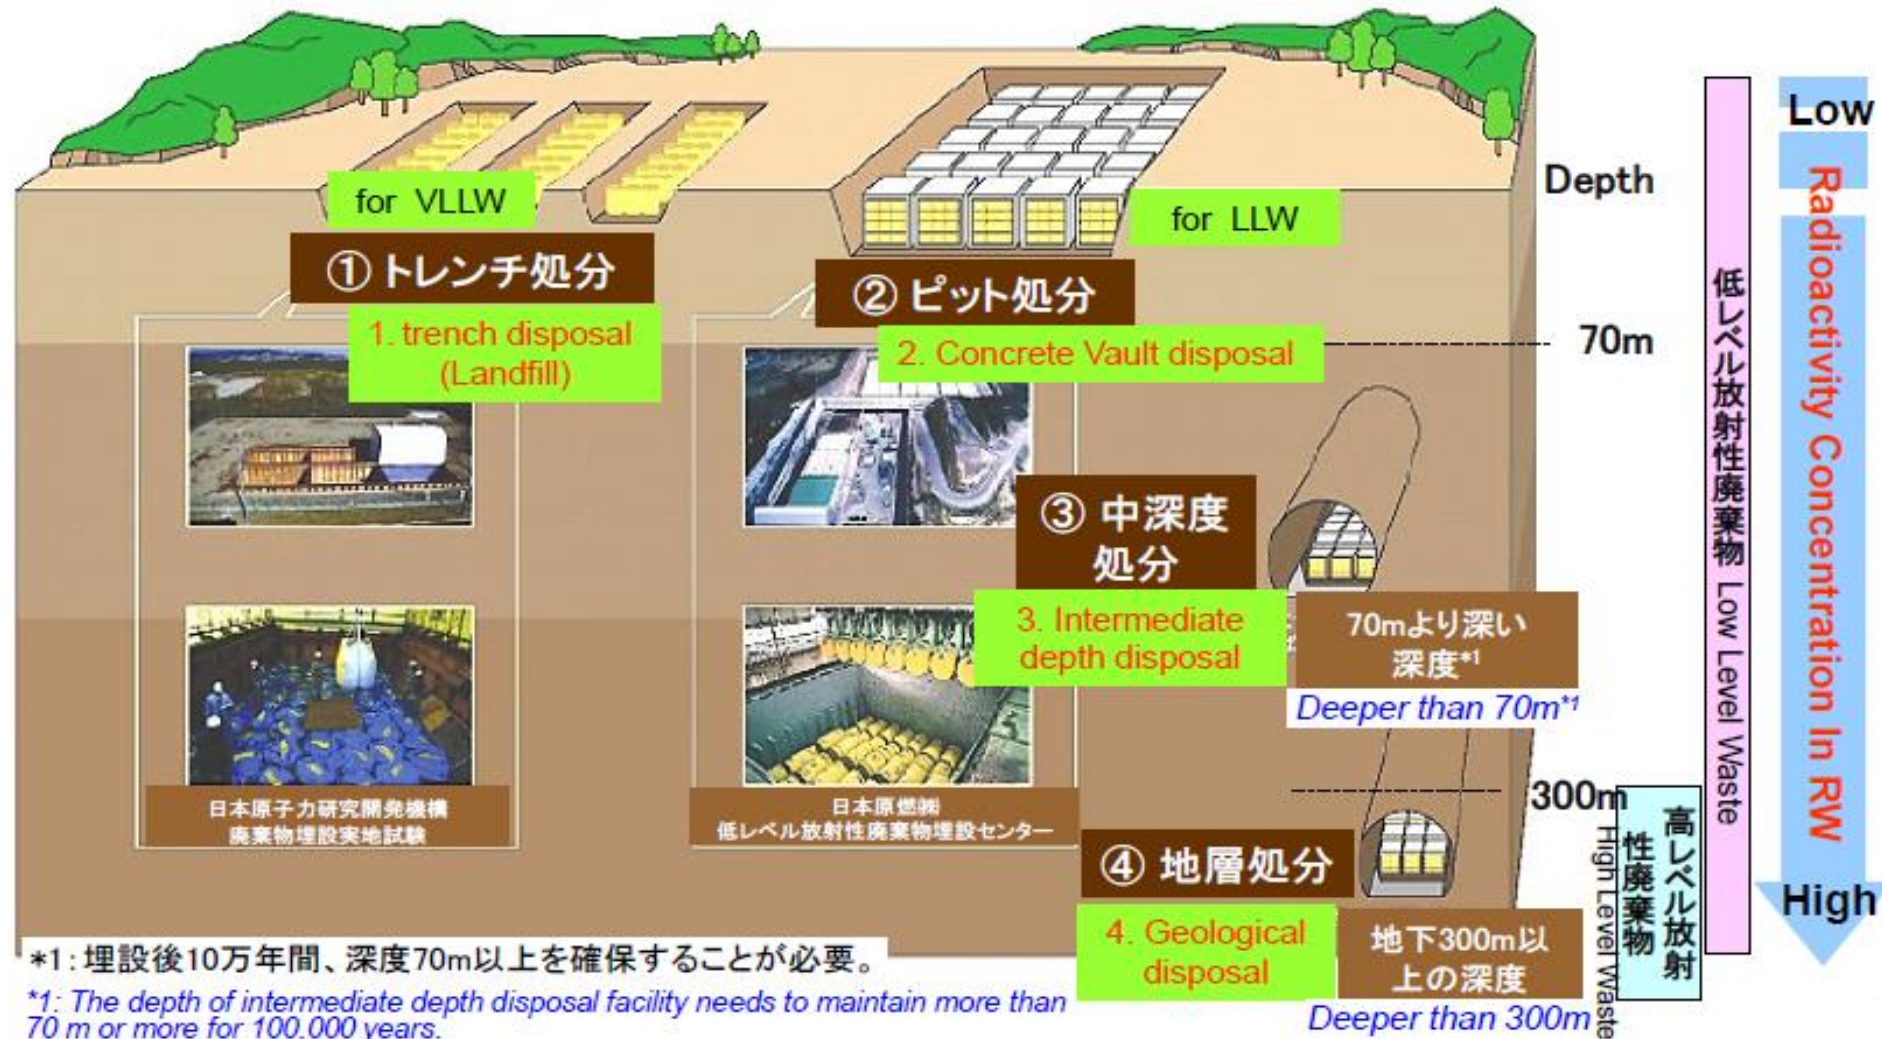 Low
Depth
for VLLW
for LLW
① トレンチ処分
② ピット処分
1. trench disposal
(Landfill)
2. Concrete Vault disposal
70m
③ 中深度
処分
3. Intermediate
depth disposal
70mより深い
深度*1
Deeper than 70m*1
300m
日本原子力研究開発機構
廃棄物埋設実地試験
日本原燃㈱
低レベル放射性廃棄物埋設センター
④ 地層処分
4. Geological
disposal
地下300m以
上の深度
Deeper than 300m
低レベル放射性廃棄物 Low Level Waste
高レベル放射
性廃棄物
High Level Waste
Radioactivity Concentration In RW
High
*1:埋設後10万年間、深度70m以上を確保することが必要。
*1: The depth of intermediate depth disposal facility needs to maintain more than
70 m or more for 100,000 years.